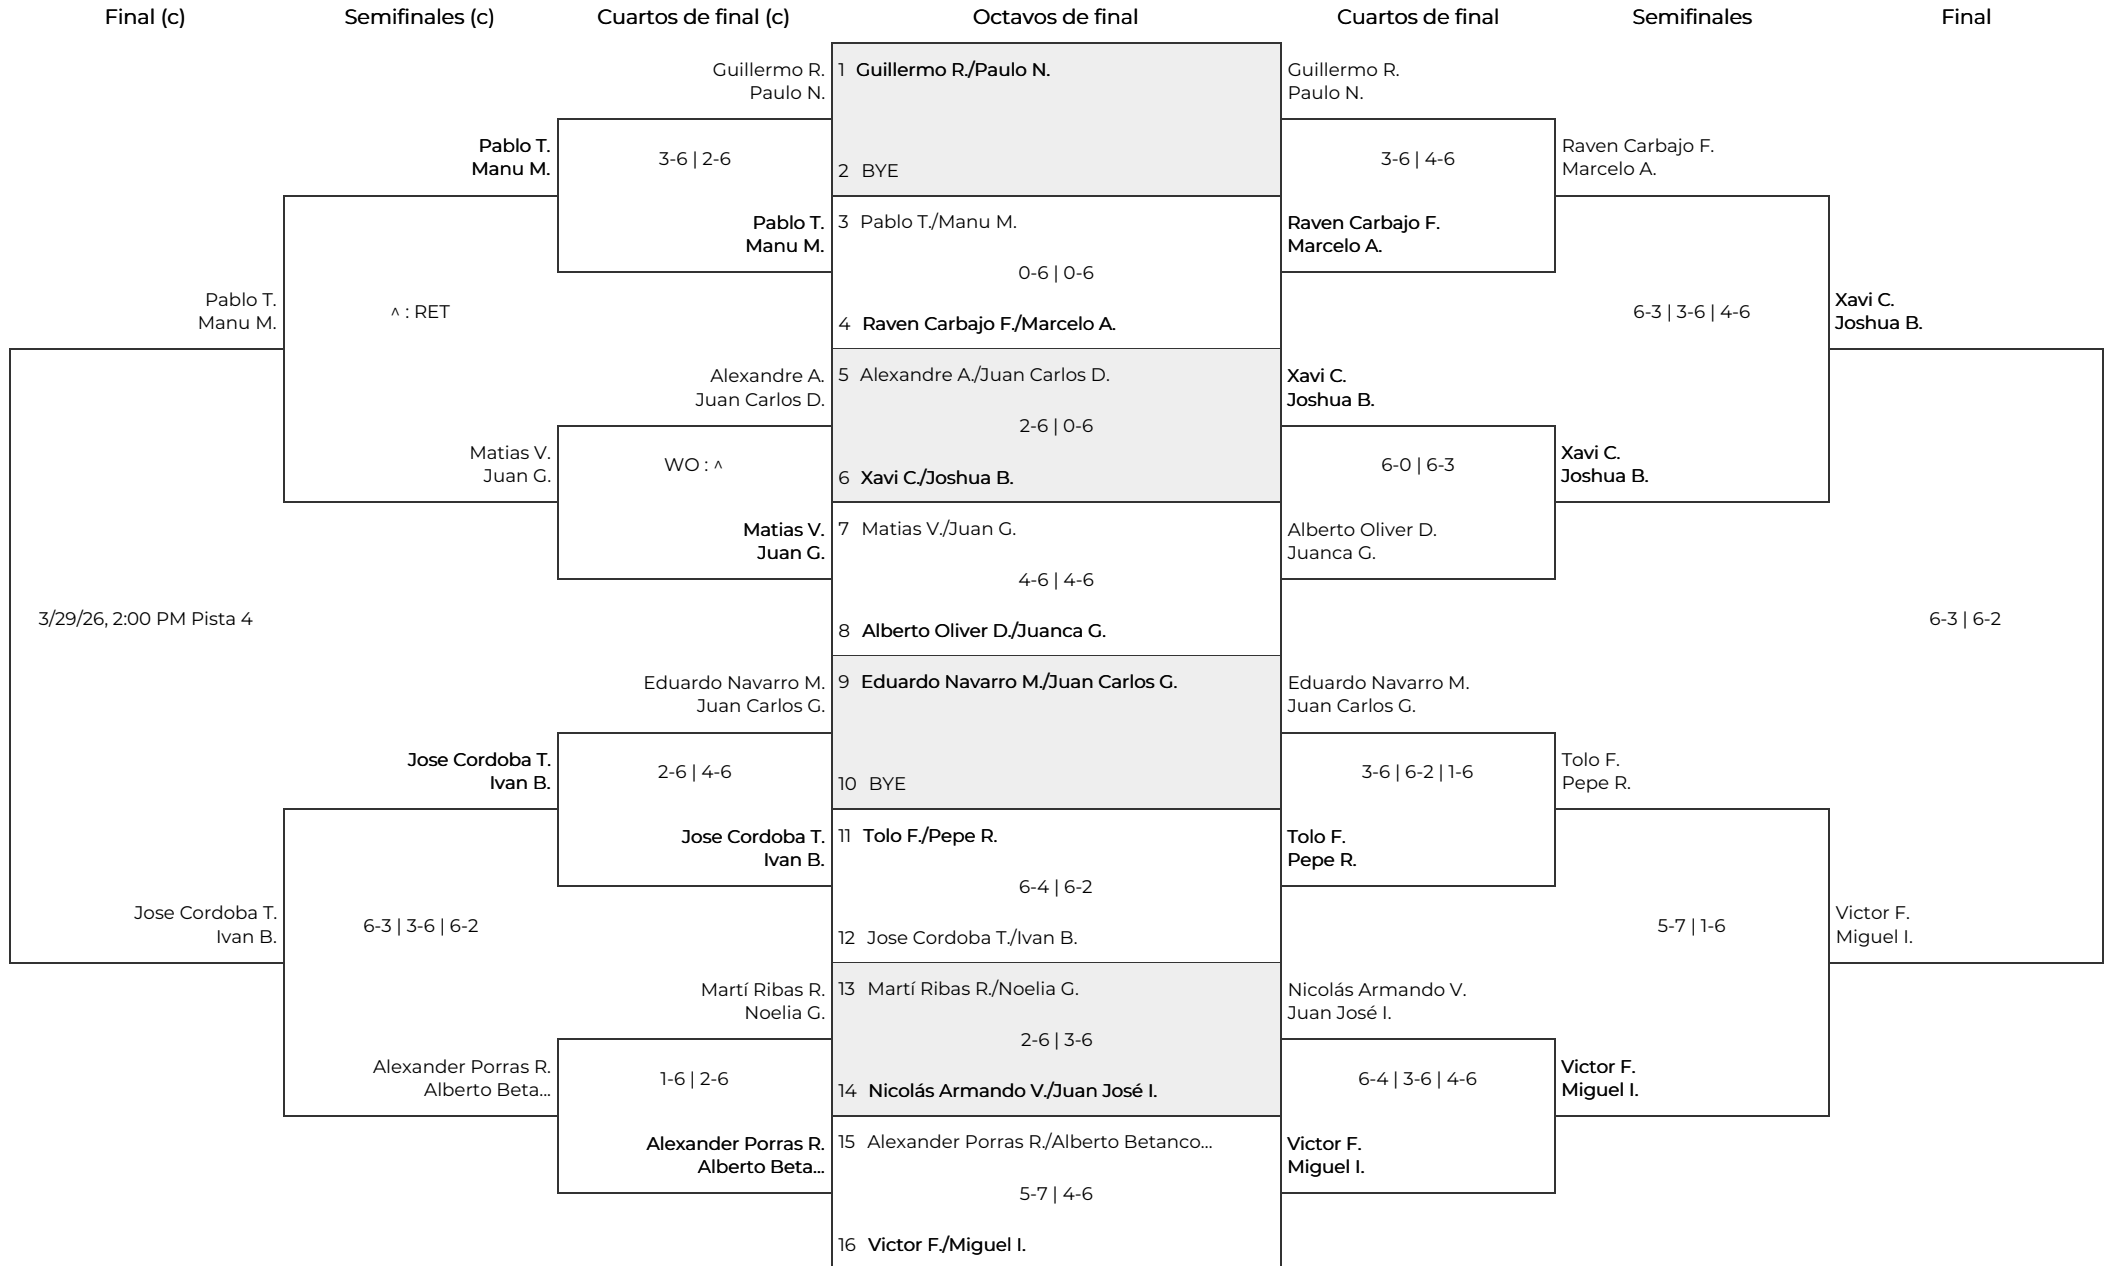 Final (c)
Semifinales (c)
Cuartos de final (c)
Octavos de final
Cuartos de final
Semifinales
Final
Pablo T.
Manu M.
3/29/26, 2:00 PM Pista 4
Jose Cordoba T.
Ivan B.
Pablo T.
Manu M.
^ : RET
Matias V.
Juan G.
Jose Cordoba T.
Ivan B.
6-3 | 3-6 | 6-2
Alexander Porras R.
Alberto Beta...
Guillermo R.
Paulo N.
3-6 | 2-6
Pablo T.
Manu M.
Alexandre A.
Juan Carlos D.
WO : ^
Matias V.
Juan G.
Eduardo Navarro M.
Juan Carlos G.
2-6 | 4-6
Jose Cordoba T.
Ivan B.
Martí Ribas R.
Noelia G.
1-6 | 2-6
Alexander Porras R.
Alberto Beta...
1 Guillermo R./Paulo N.
2 BYE
3 Pablo T./Manu M.
0-6 | 0-6
4 Raven Carbajo F./Marcelo A.
5 Alexandre A./Juan Carlos D.
2-6 | 0-6
6 Xavi C./Joshua B.
7 Matias V./Juan G.
4-6 | 4-6
8 Alberto Oliver D./Juanca G.
9 Eduardo Navarro M./Juan Carlos G.
10 BYE
11 Tolo F./Pepe R.
6-4 | 6-2
12 Jose Cordoba T./Ivan B.
13 Martí Ribas R./Noelia G.
2-6 | 3-6
14 Nicolás Armando V./Juan José I.
15 Alexander Porras R./Alberto Betanco...
5-7 | 4-6
16 Victor F./Miguel I.
Guillermo R.
Paulo N.
3-6 | 4-6
Raven Carbajo F.
Marcelo A.
Xavi C.
Joshua B.
6-0 | 6-3
Alberto Oliver D.
Juanca G.
Eduardo Navarro M.
Juan Carlos G.
3-6 | 6-2 | 1-6
Tolo F.
Pepe R.
Nicolás Armando V.
Juan José I.
6-4 | 3-6 | 4-6
Victor F.
Miguel I.
Raven Carbajo F.
Marcelo A.
6-3 | 3-6 | 4-6
Xavi C.
Joshua B.
Tolo F.
Pepe R.
5-7 | 1-6
Victor F.
Miguel I.
Xavi C.
Joshua B.
6-3 | 6-2
Victor F.
Miguel I.